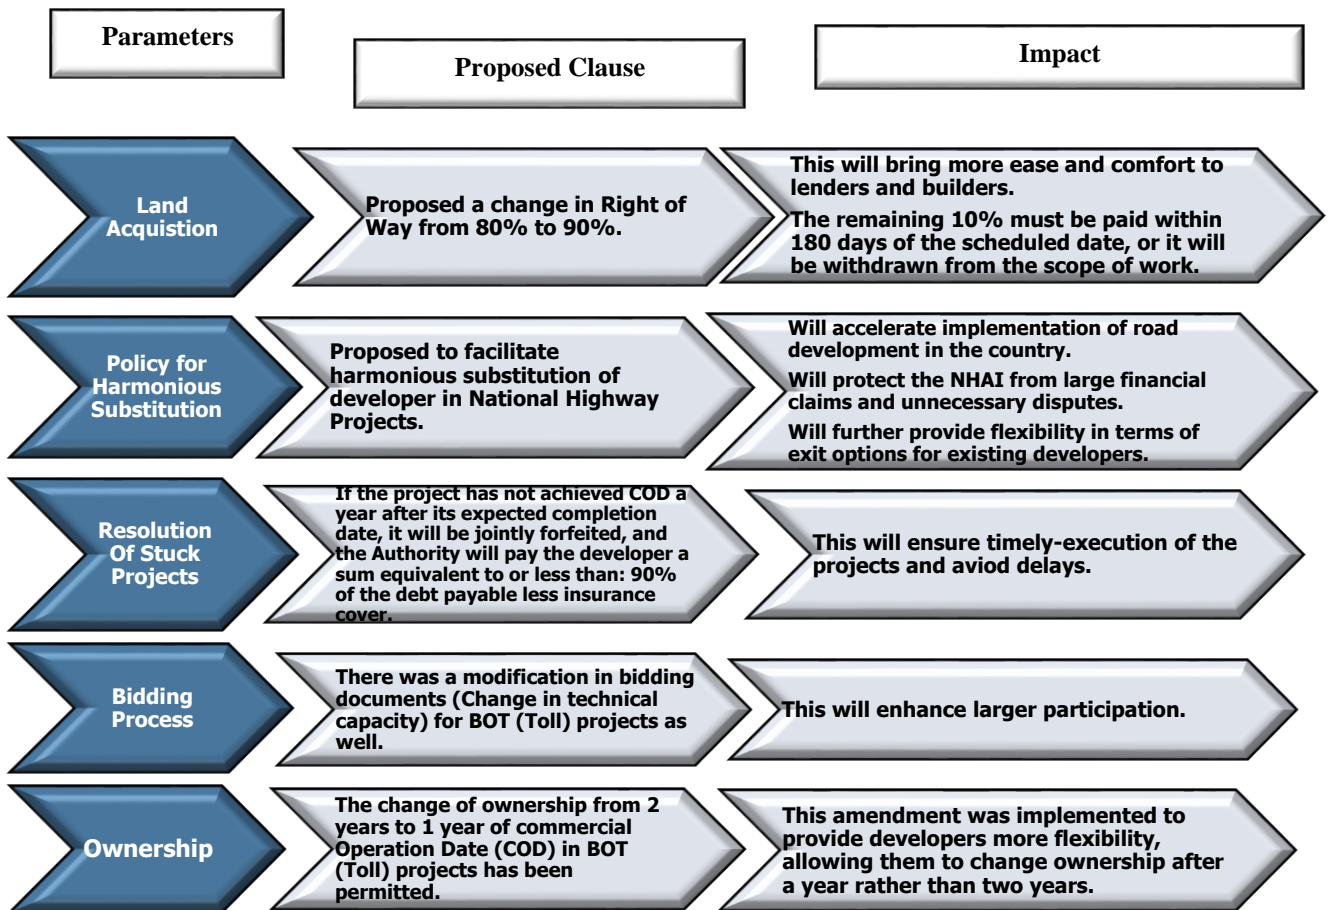 Parameters
Proposed Clause
Impact
Land
Acquistion
Proposed a change in Right of
Way from 80% to 90%.
This will bring more ease and comfort to
lenders and builders.
The remaining 10% must be paid within
180 days of the scheduled date, or it will
be withdrawn from the scope of work.
Policy for
Harmonious
Substitution
Proposed to facilitate
harmonious substitution of
developer in National Highway
Projects.
Will accelerate implementation of road
development in the country.
Will protect the NHAI from large financial
claims and unnecessary disputes.
Will further provide flexibility in terms of
exit options for existing developers.
Resolution
Of Stuck
Projects
If the project has not achieved COD a
year after its expected completion
date, it will be jointly forfeited, and
the Authority will pay the developer a
sum equivalent to or less than: 90%
of the debt payable less insurance
cover.
This will ensure timely-execution of the
projects and aviod delays.
Bidding
Process
There was a modification in bidding
documents (Change in technical
capacity) for BOT (Toll) projects as
well.
This will enhance larger participation.
Ownership
The change of ownership from 2
years to 1 year of commercial
Operation Date (COD) in BOT
(Toll) projects has been
permitted.
This amendment was implemented to
provide developers more flexibility,
allowing them to change ownership after
a year rather than two years.